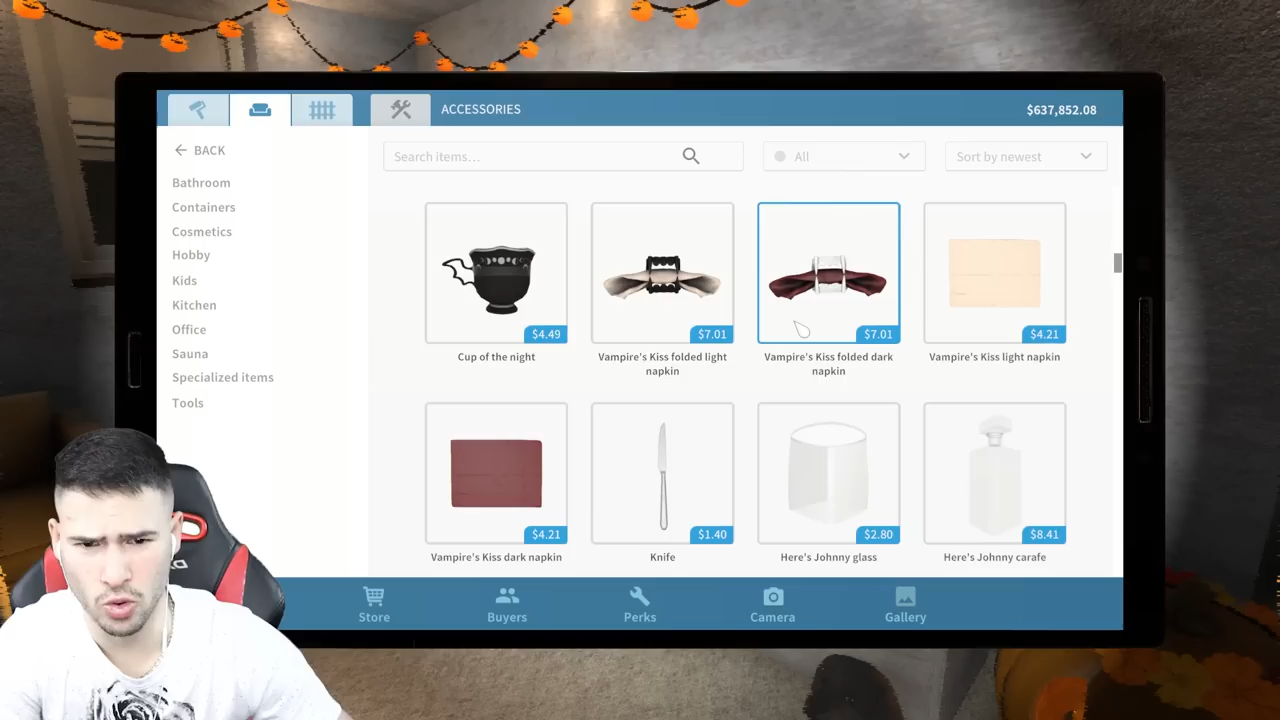 ACCESSORIES
$637,852.08
BACK
Search items...
All
Sort by newest
Bathroom
Containers
Cosmetics
Hobby
Kids
Kitchen
Office
Sauna
Specialized items
Tools
$4.49
$7.01
$7.01
$4.21
Cup of the night
Vampire's Kiss folded light
napkin
Vampire's Kiss folded dark
napkin
Vampire's Kiss light napkin
$4.21
$1.40
$2.80
$8.41
Vampire's Kiss dark napkin
Knife
Here's Johnny glass
Here's Johnny carafe
Store
Buyers
Perks
Camera
Gallery